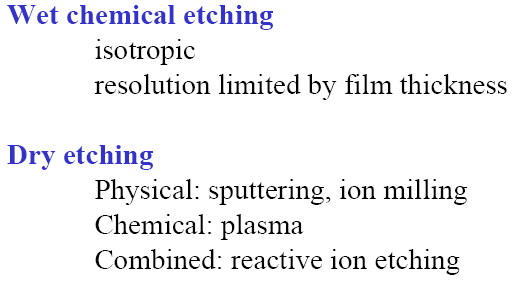 Wet chemical etching
isotropic
resolution limited by film thickness
Dry etching
Physical: sputtering, ion milling
Chemical: plasma
Combined: reactive ion etching